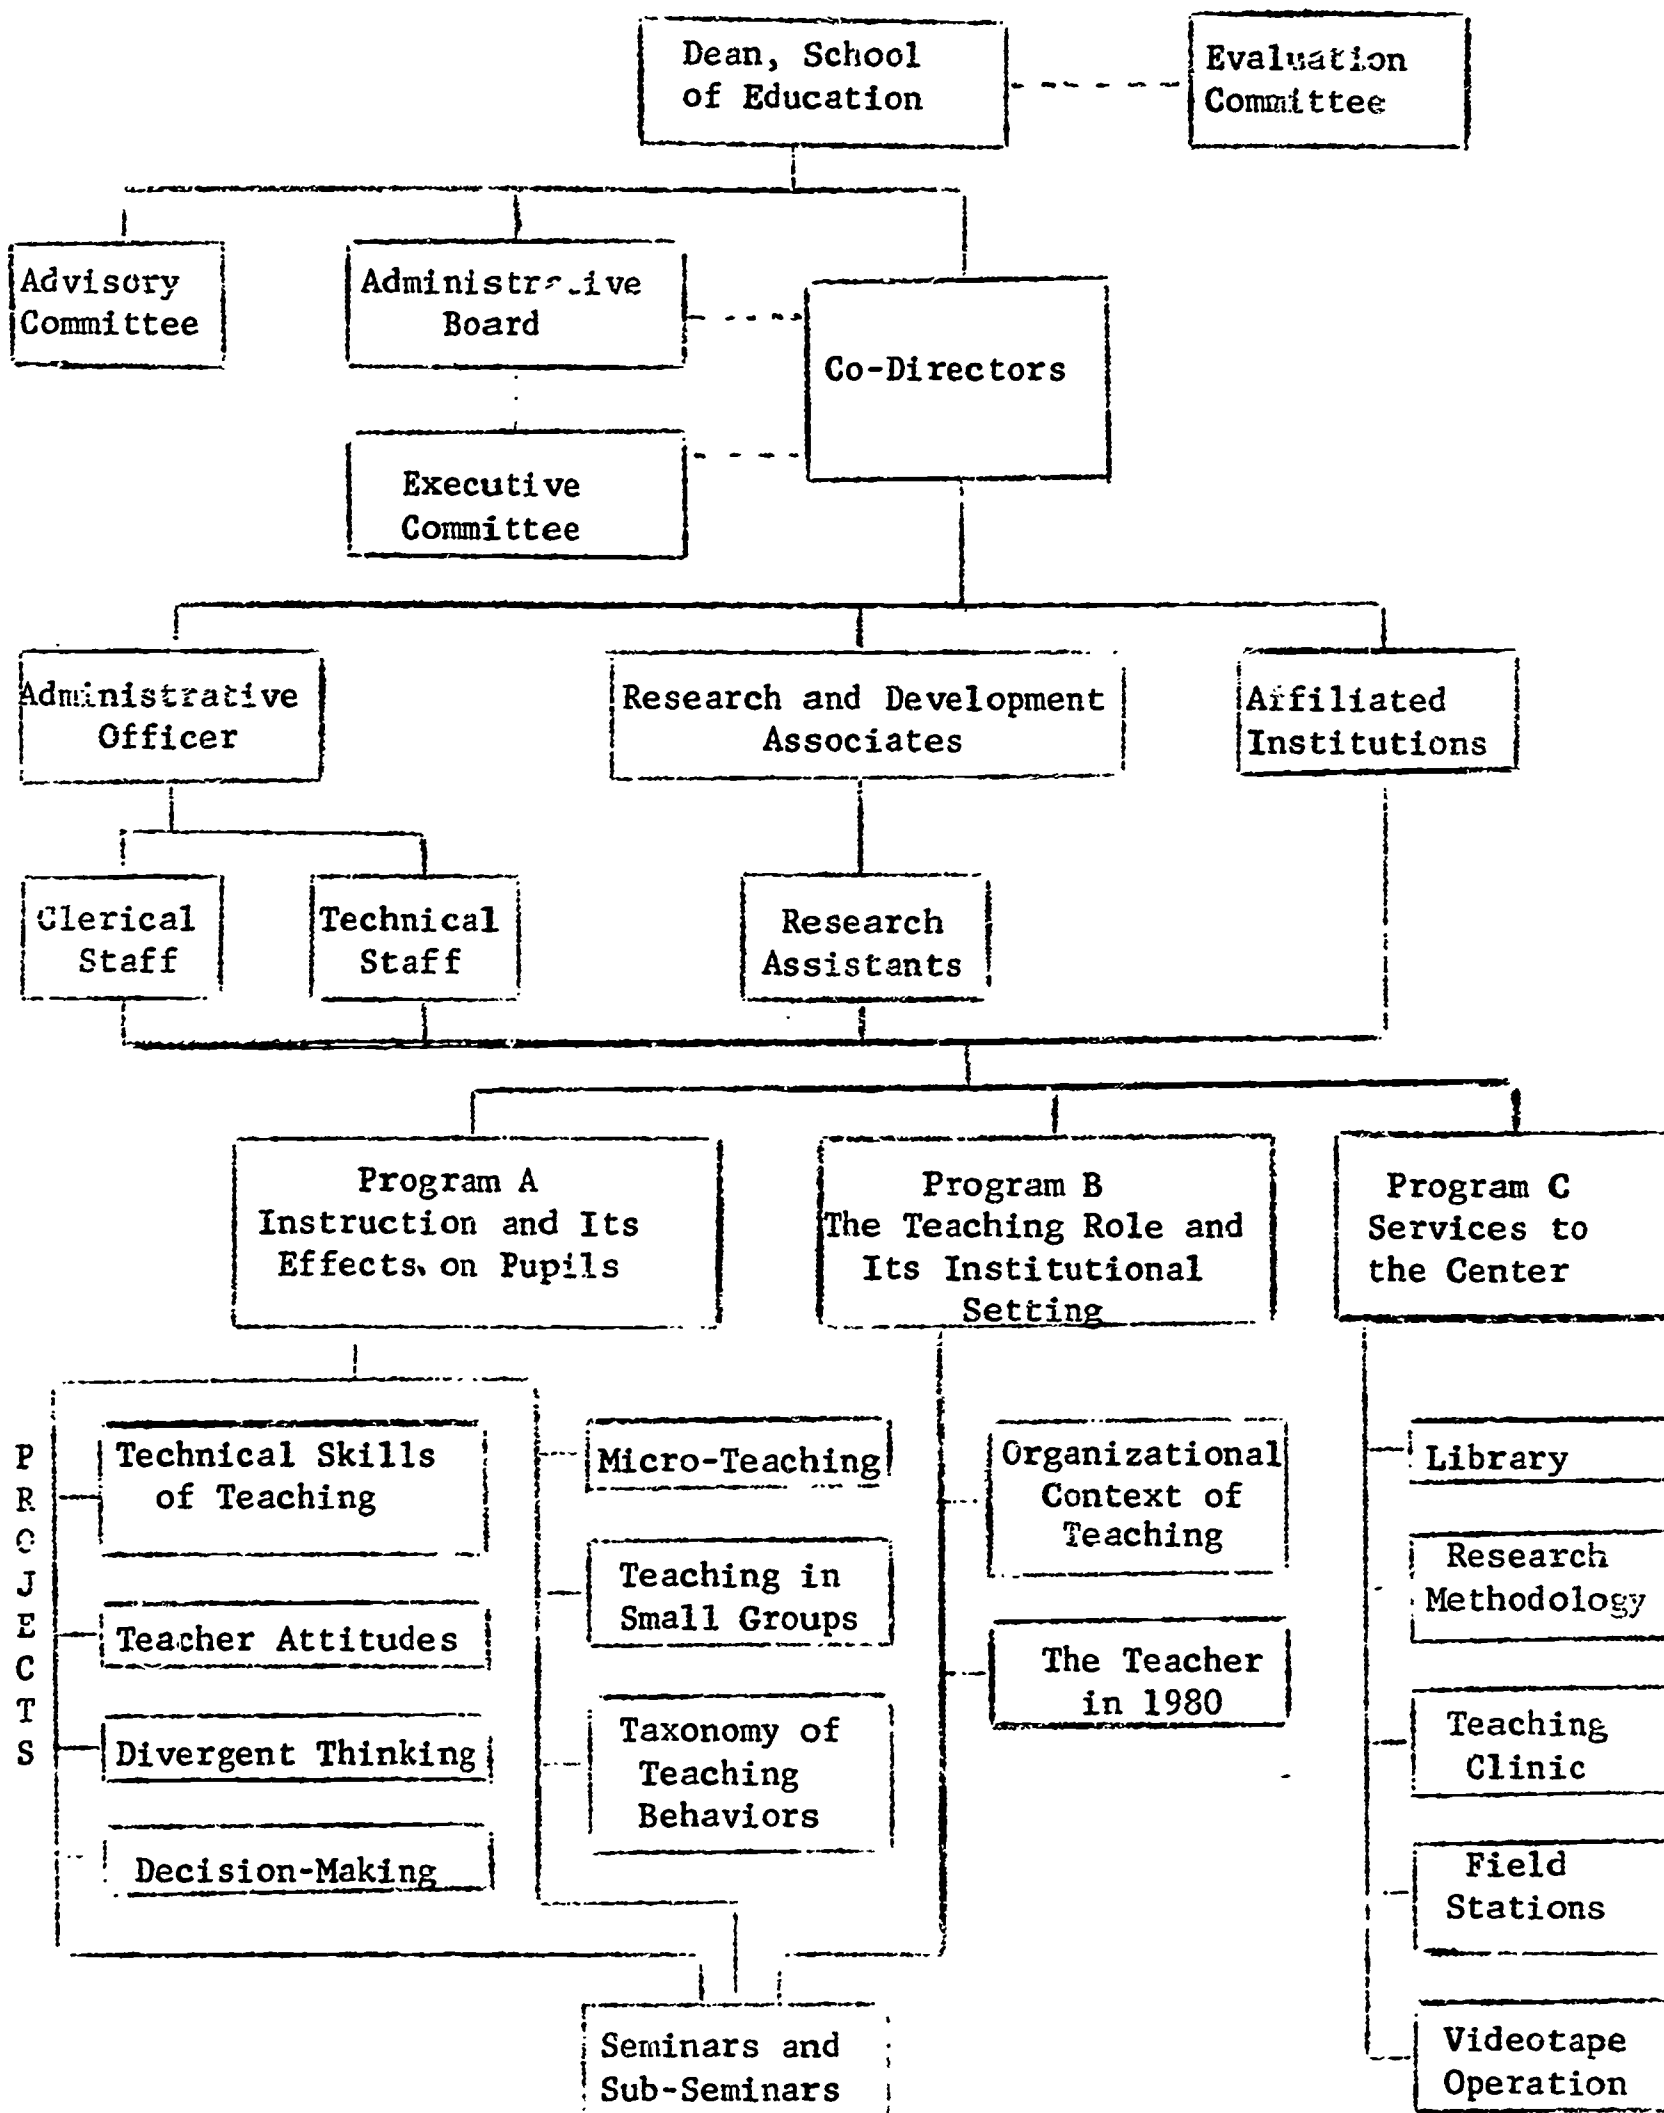 Dean, School
of Education
Evaluation
Committee
Advisory
Committee
Administrative
Board
Co-Directors
Executive
Committee
Administrative
Officer
Research and Development
Associates
Affiliated
Institutions
Clerical
Staff
Technical
Staff
Research
Assistants
Program A
Instruction and Its
Effects on Pupils
Program B
The Teaching Role and
Its Institutional
Setting
Program C
Services to
the Center
PROJECTS
Technical Skills
of Teaching
Teacher Attitudes
Divergent Thinking
Decision-Making
Micro-Teaching
Teaching in
Small Groups
Taxonomy of
Teaching
Behaviors
Organizational
Context of
Teaching
The Teacher
in 1980
Library
Research
Methodology
Teaching
Clinic
Field
Stations
Videotape
Operation
Seminars and
Sub-Seminars